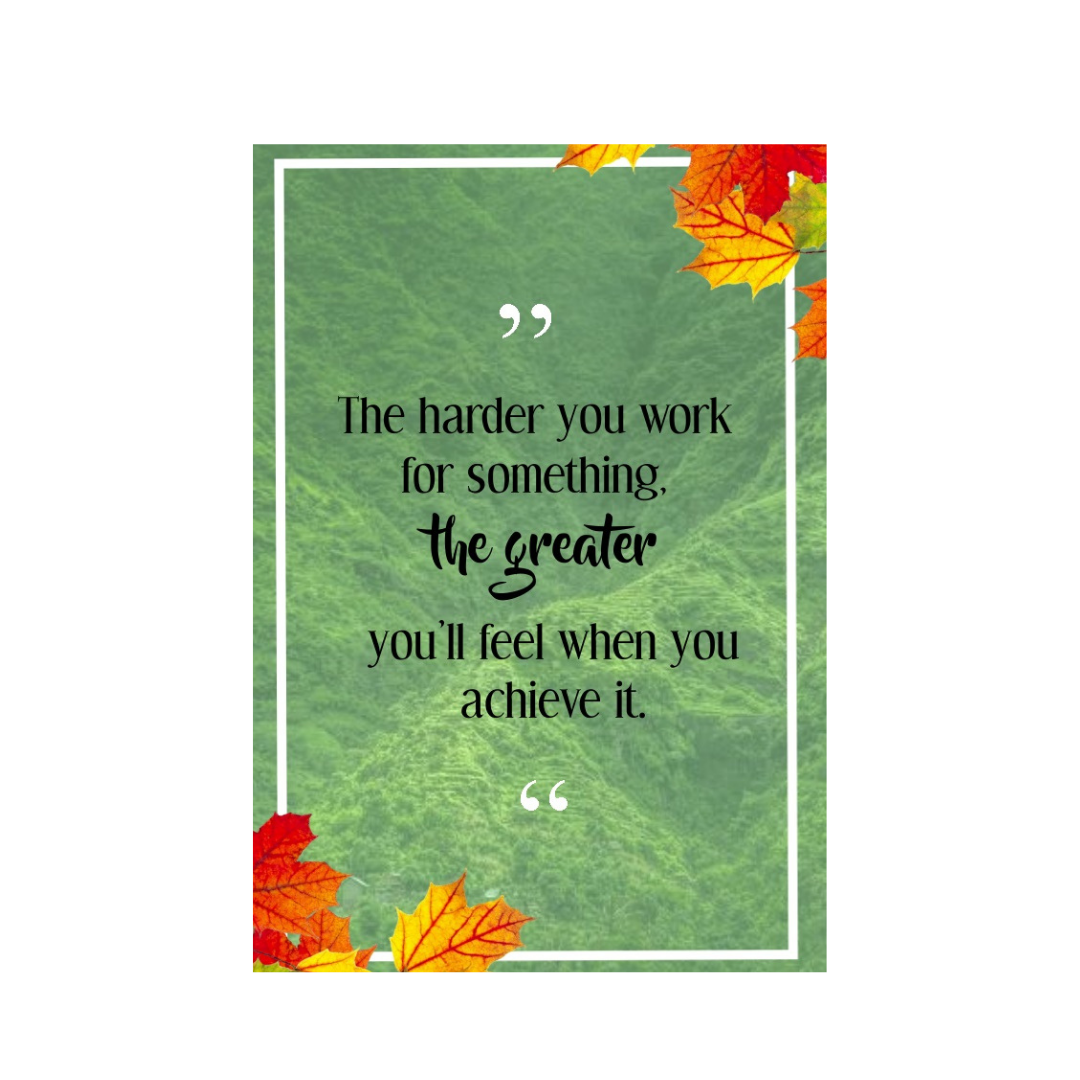 ”
The harder you work
for something,
the greater
you’ll feel when you
achieve it.
“